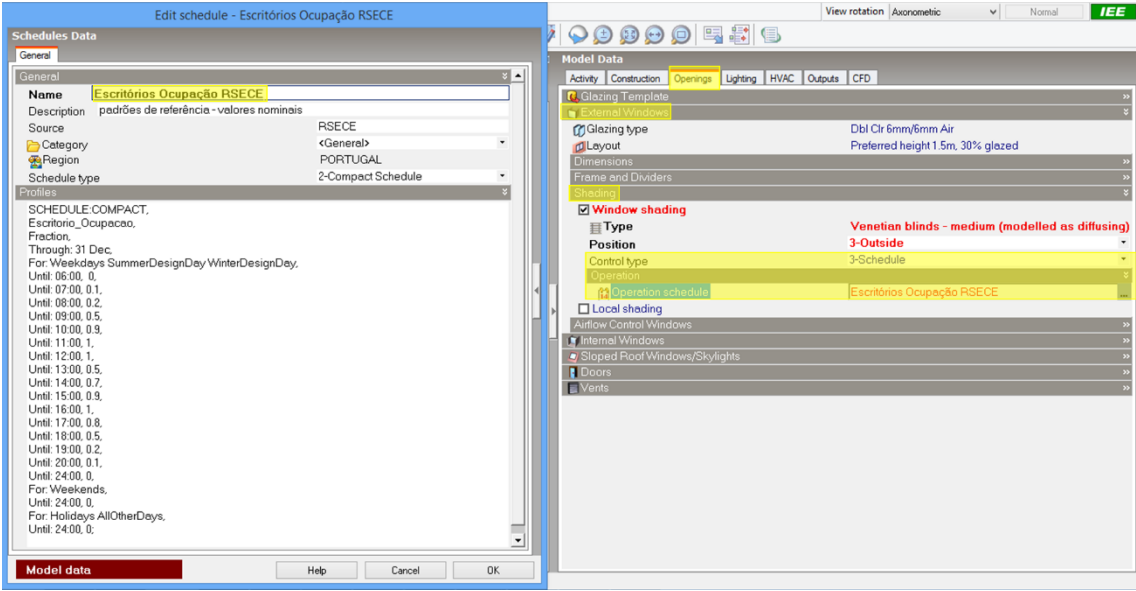 Edit schedule - Escritórios Ocupação RSECE
Schedules Data
General
General
Name Escritórios Ocupação RSECE
Description padrões de referência - valores nominais
Source RSECE
Category <General>
Region PORTUGAL
Schedule type 2-Compact Schedule
Profiles
SCHEDULE:COMPACT,
Escritorio_Ocupacao,
Fraction,
Through: 31 Dec,
For: Weekdays SummerDesignDay WinterDesignDay,
Until: 06:00, 0,
Until: 07:00, 0.1,
Until: 08:00, 0.2,
Until: 09:00, 0.5,
Until: 10:00, 0.9,
Until: 11:00, 1,
Until: 12:00, 1,
Until: 13:00, 0.5,
Until: 14:00, 0.7,
Until: 15:00, 0.9,
Until: 16:00, 1,
Until: 17:00, 0.8,
Until: 18:00, 0.5,
Until: 19:00, 0.2,
Until: 20:00, 0.1,
Until: 24:00, 0,
For: Weekends,
Until: 24:00, 0,
For: Holidays AllOtherDays,
Until: 24:00, 0;
Model data
Help Cancel OK
View rotation Axonometric Normal IEE
Model Data
Activity Construction Openings Lighting HVAC Outputs CFD
Glazing Template
External Windows
Glazing type Dbl Clr 6mm/6mm Air
Layout Preferred height 1.5m, 30% glazed
Dimensions
Frame and Dividers
Shading
Window shading
Type Venetian blinds - medium (modelled as diffusing)
Position 3-Outside
Control type 3-Schedule
Operation
Operation schedule Escritórios Ocupação RSECE ...
Local shading
Airflow Control Windows
Internal Windows
Sloped Roof Windows/Skylights
Doors
Vents